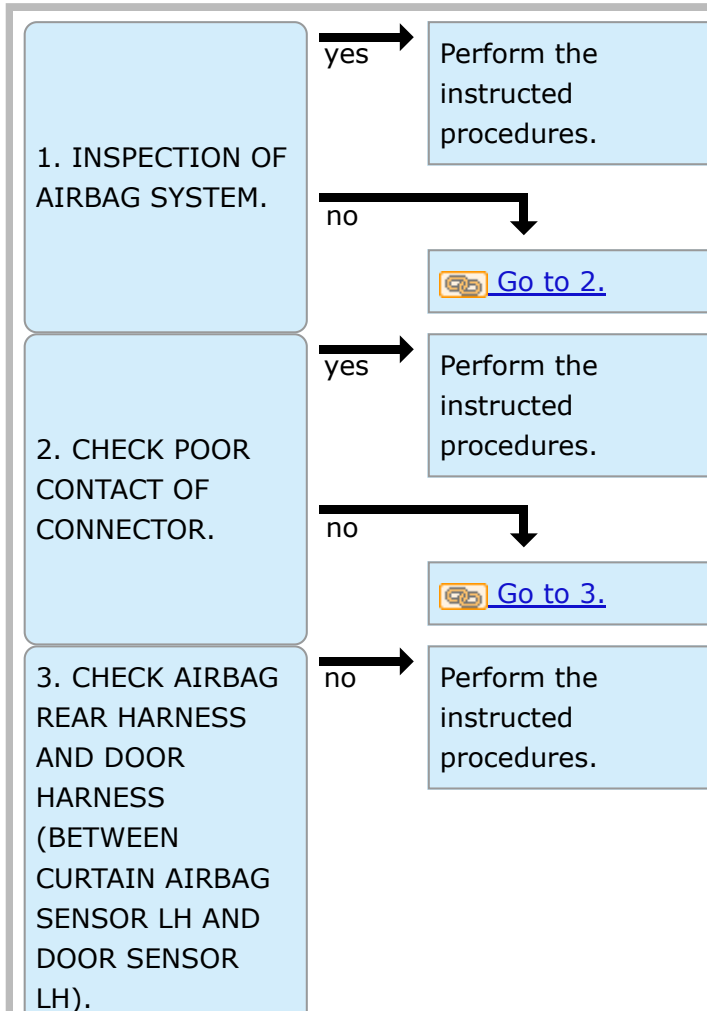 1. INSPECTION OF
AIRBAG SYSTEM.
yes
Perform the
instructed
procedures.
no
Go to 2.
2. CHECK POOR
CONTACT OF
CONNECTOR.
yes
Perform the
instructed
procedures.
no
Go to 3.
3. CHECK AIRBAG
REAR HARNESS
AND DOOR
HARNESS
(BETWEEN
CURTAIN AIRBAG
SENSOR LH AND
DOOR SENSOR
LH).
no
Perform the
instructed
procedures.